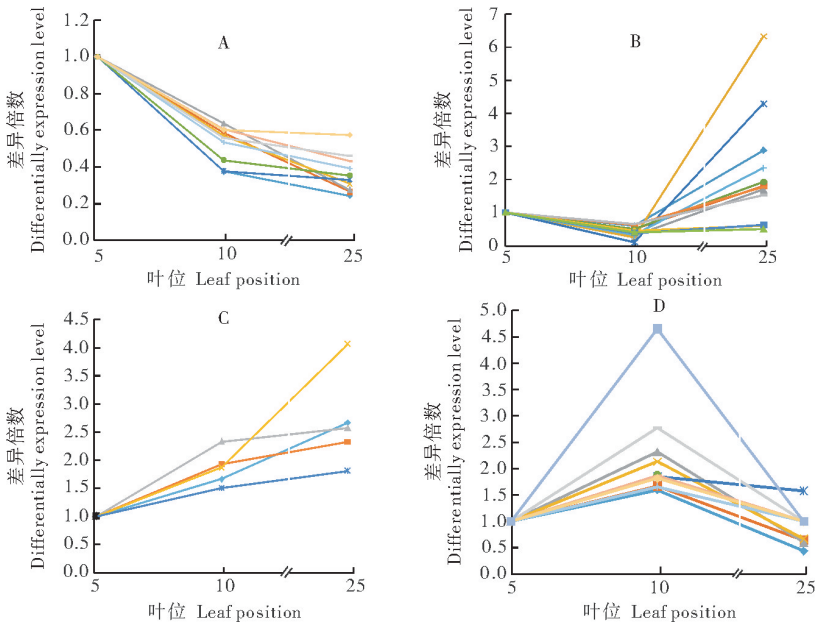 A
差异倍数
Differentially expression level
1.2
1.0
0.8
0.6
0.4
0.2
0.0
5
10
25
叶位 Leaf position
B
差异倍数
Differentially expression level
7
6
5
4
3
2
1
0
5
10
25
叶位 Leaf position
C
差异倍数
Differentially expression level
4.5
4.0
3.5
3.0
2.5
2.0
1.5
1.0
0.5
0.0
5
10
25
叶位 Leaf position
D
差异倍数
Differentially expression level
5.0
4.5
4.0
3.5
2.5
2.0
1.5
1.0
0.5
0.0
5
10
25
叶位 Leaf position